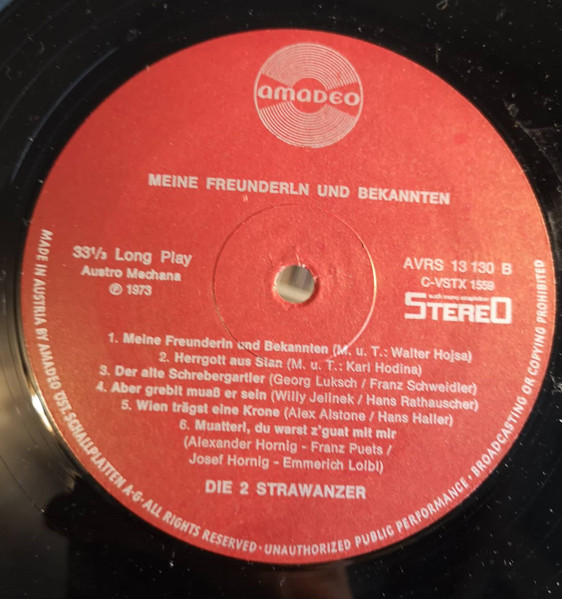 amadeo
MEINE FREUNDERLN UND BEKANNTEN
33⅓ Long Play
Austro Mechana
℗ 1973
AVRS 13 130 B
C-VSTX 1559
STEREO
1. Meine Freunderln und Bekannten (M. u. T.: Walter Hojsa)
2. Herrgott aus Stan (M. u. T.: Karl Hodina)
3. Der alte Schrebergartler (Georg Luksch / Franz Schweidler)
4. Aber greblt muaß er sein (Willy Jelinek / Hans Rathauscher)
5. Wien trägst eine Krone (Alex Alstone / Hans Haller)
6. Muatterl, du warst z'guat mit mir
(Alexander Hornig - Franz Puets /
Josef Hornig - Emmerich Lolbl)
DIE 2 STRAWANZER
MADE IN AUSTRIA BY AMADEO ÖST. SCHALLPLATTEN A-G · ALL RIGHTS RESERVED · UNAUTHORIZED PUBLIC PERFORMANCE · BROADCASTING OR COPYING PROHIBITED